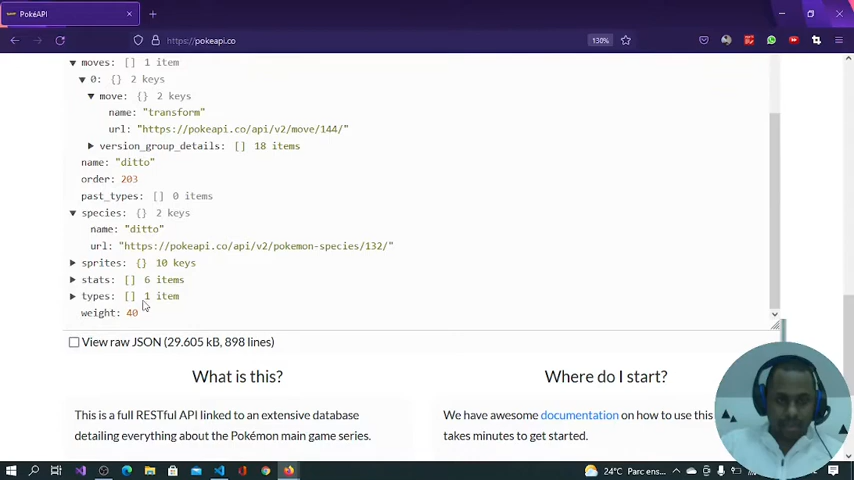 PokéAPI
https://pokeapi.co
130%
moves: [] 1 item
0: {} 2 keys
move: {} 2 keys
name: "transform"
url: "https://pokeapi.co/api/v2/move/144/"
version_group_details: [] 18 items
name: "ditto"
order: 203
past_types: [] 0 items
species: {} 2 keys
name: "ditto"
url: "https://pokeapi.co/api/v2/pokemon-species/132/"
sprites: {} 10 keys
stats: [] 6 items
types: [] 1 item
weight: 40
View raw JSON (29.605 kB, 898 lines)
What is this?
Where do I start?
This is a full RESTful API linked to an extensive database
detailing everything about the Pokémon main game series.
We have awesome documentation on how to use this
takes minutes to get started.
24°C Parc ens...